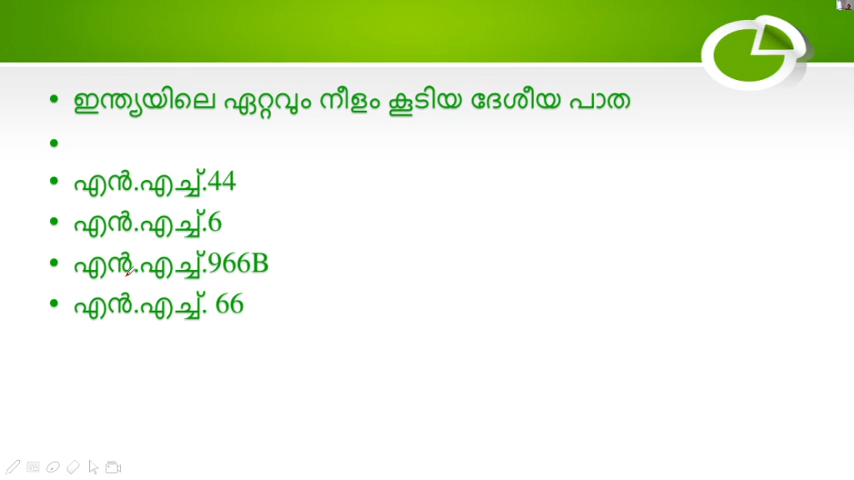 ഇന്ത്യയിലെ ഏറ്റവും നീളം കൂടിയ ദേശീയ പാത
എൻ.എച്ച്.44
എൻ.എച്ച്.6
എൻ.എച്ച്.966B
എൻ.എച്ച്. 66